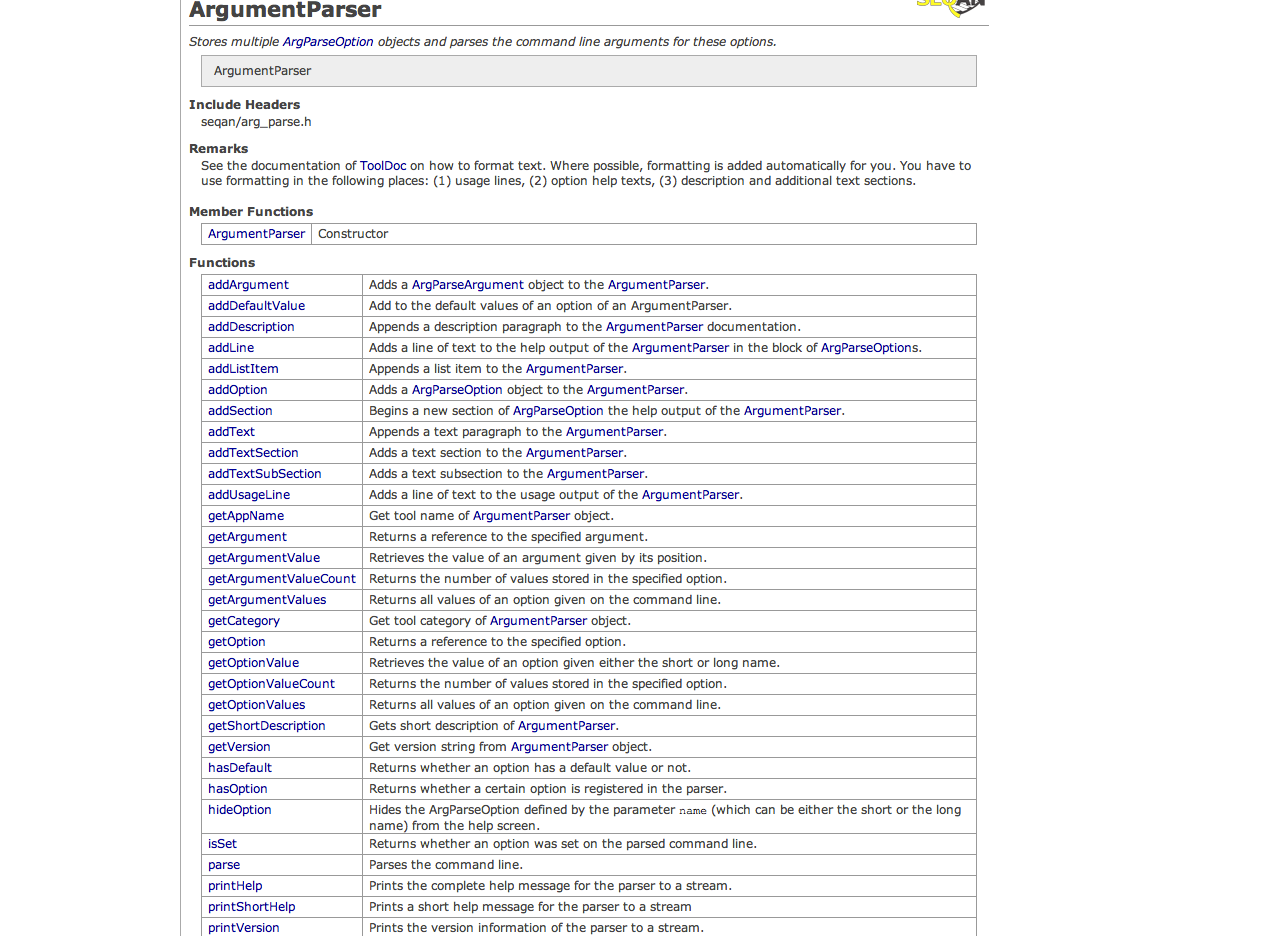 ArgumentParser
SEQAN
Stores multiple ArgParseOption objects and parses the command line arguments for these options.
ArgumentParser
Include Headers
seqan/arg_parse.h
Remarks
See the documentation of ToolDoc on how to format text. Where possible, formatting is added automatically for you. You have to
use formatting in the following places: (1) usage lines, (2) option help texts, (3) description and additional text sections.
Member Functions
ArgumentParser Constructor
Functions
addArgument Adds a ArgParseArgument object to the ArgumentParser.
addDefaultValue Add to the default values of an option of an ArgumentParser.
addDescription Appends a description paragraph to the ArgumentParser documentation.
addLine Adds a line of text to the help output of the ArgumentParser in the block of ArgParseOptions.
addListItem Appends a list item to the ArgumentParser.
addOption Adds a ArgParseOption object to the ArgumentParser.
addSection Begins a new section of ArgParseOption the help output of the ArgumentParser.
addText Appends a text paragraph to the ArgumentParser.
addTextSection Adds a text section to the ArgumentParser.
addTextSubSection Adds a text subsection to the ArgumentParser.
addUsageLine Adds a line of text to the usage output of the ArgumentParser.
getAppName Get tool name of ArgumentParser object.
getArgument Returns a reference to the specified argument.
getArgumentValue Retrieves the value of an argument given by its position.
getArgumentValueCount Returns the number of values stored in the specified option.
getArgumentValues Returns all values of an option given on the command line.
getCategory Get tool category of ArgumentParser object.
getOption Returns a reference to the specified option.
getOptionValue Retrieves the value of an option given either the short or long name.
getOptionValueCount Returns the number of values stored in the specified option.
getOptionValues Returns all values of an option given on the command line.
getShortDescription Gets short description of ArgumentParser.
getVersion Get version string from ArgumentParser object.
hasDefault Returns whether an option has a default value or not.
hasOption Returns whether a certain option is registered in the parser.
hideOption Hides the ArgParseOption defined by the parameter name (which can be either the short or the long
name) from the help screen.
isSet Returns whether an option was set on the parsed command line.
parse Parses the command line.
printHelp Prints the complete help message for the parser to a stream.
printShortHelp Prints a short help message for the parser to a stream
printVersion Prints the version information of the parser to a stream.